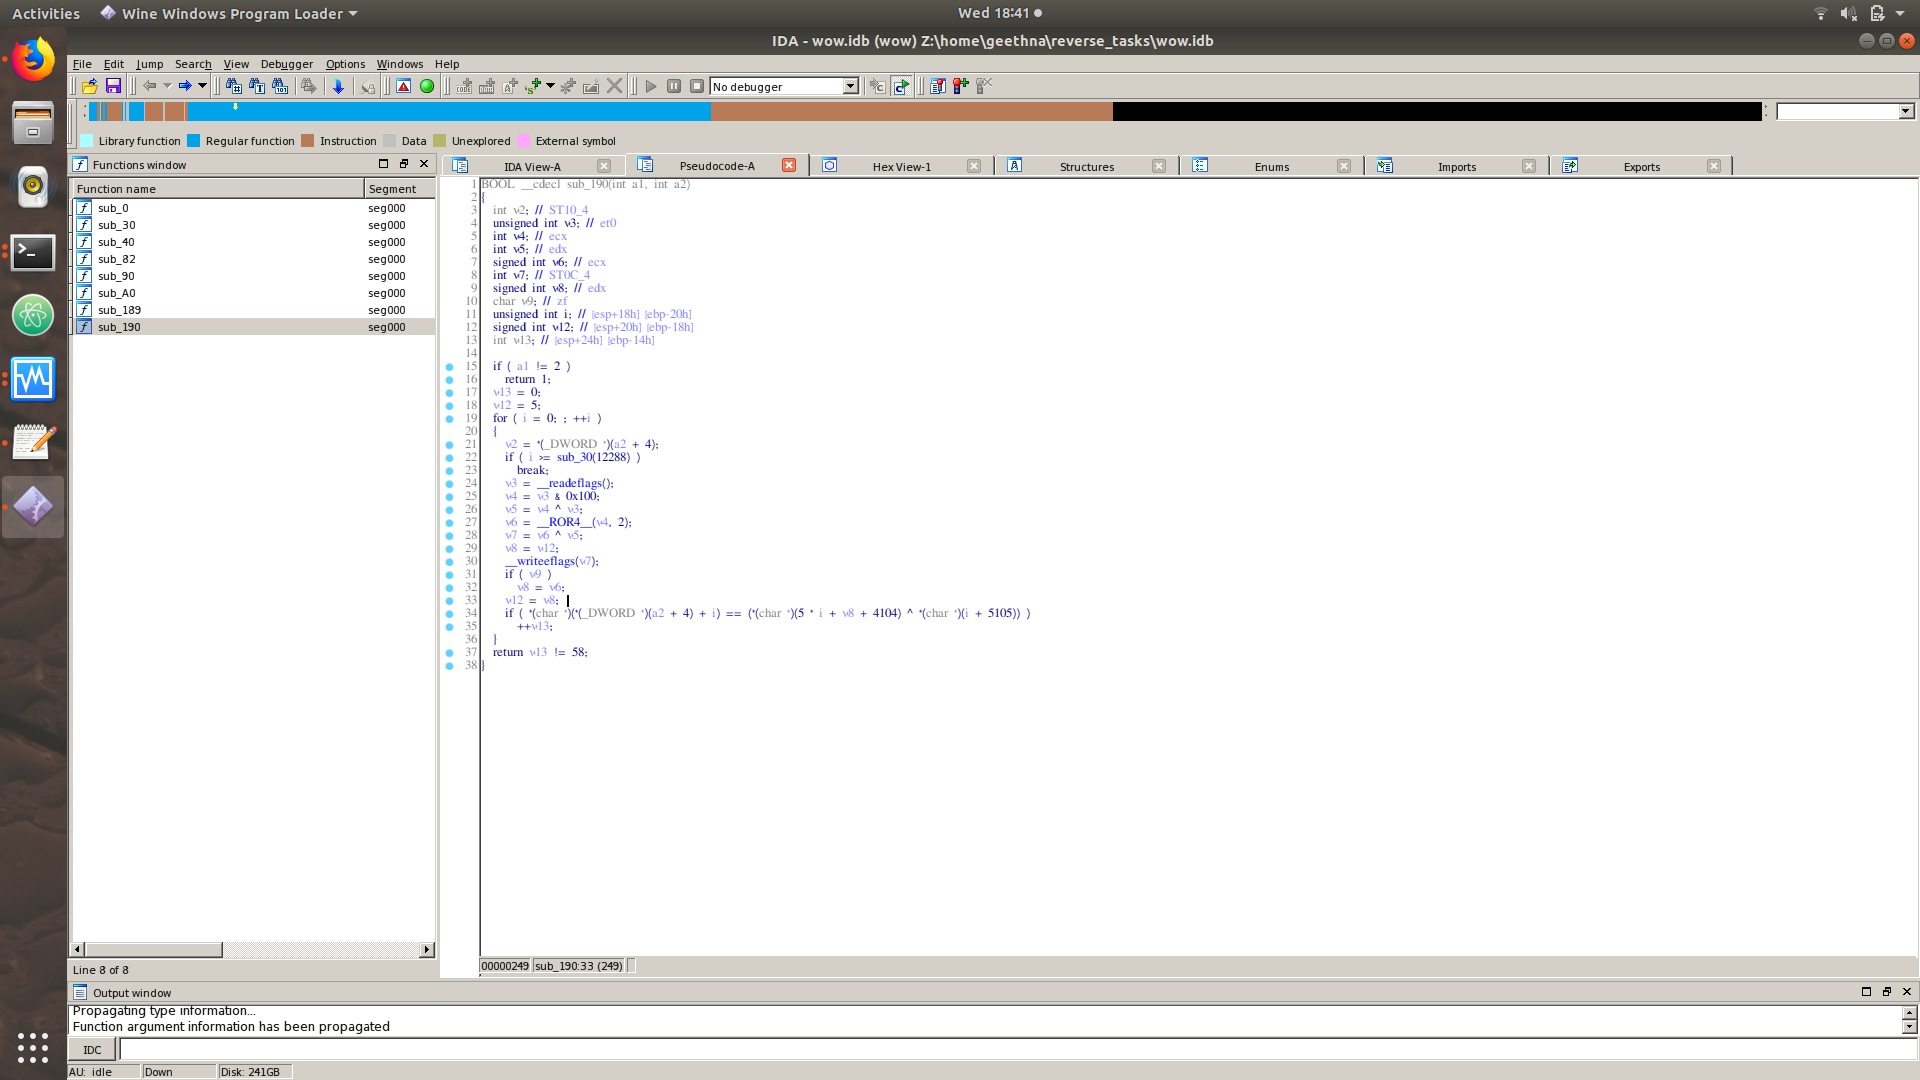 Activities
Wine Windows Program Loader
Wed 18:41
IDA - wow.idb (wow) Z:\home\geethna\reverse_tasks\wow.idb
File Edit Jump Search View Debugger Options Windows Help
No debugger
Library function Regular function Instruction Data Unexplored External symbol
Functions window
IDA View-A Pseudocode-A Hex View-1 Structures Enums Imports Exports
Function name Segment
sub_0 seg000
sub_30 seg000
sub_40 seg000
sub_82 seg000
sub_90 seg000
sub_A0 seg000
sub_189 seg000
sub_190 seg000
Line 8 of 8
1 BOOL __cdecl sub_190(int a1, int a2)
2 {
3 int v2; // ST10_4
4 unsigned int v3; // et0
5 int v4; // ecx
6 int v5; // edx
7 signed int v6; // ecx
8 int v7; // ST0C_4
9 signed int v8; // edx
10 char v9; // zf
11 unsigned int i; // [esp+18h] [ebp-20h]
12 signed int v12; // [esp+20h] [ebp-18h]
13 int v13; // [esp+24h] [ebp-14h]
14
15 if ( a1 != 2 )
16 return 1;
17 v13 = 0;
18 v12 = 5;
19 for ( i = 0; ; ++i )
20 {
21 v2 = *(_DWORD *)(a2 + 4);
22 if ( i >= sub_30(12288) )
23 break;
24 v3 = __readeflags();
25 v4 = v3 & 0x100;
26 v5 = v4 ^ v3;
27 v6 = __ROR4__(v4, 2);
28 v7 = v6 ^ v5;
29 v8 = v12;
30 __writeeflags(v7);
31 if ( v9 )
32 v8 = v6;
33 v12 = v8;
34 if ( *(char *)(*(_DWORD *)(a2 + 4) + i) == (*(char *)(5 * i + v8 + 4104) ^ *(char *)(i + 5105)) )
35 ++v13;
36 }
37 return v13 != 58;
38 }
00000249 sub_190:33 (249)
Output window
Propagating type information...
Function argument information has been propagated
IDC
AU: idle Down Disk: 241GB